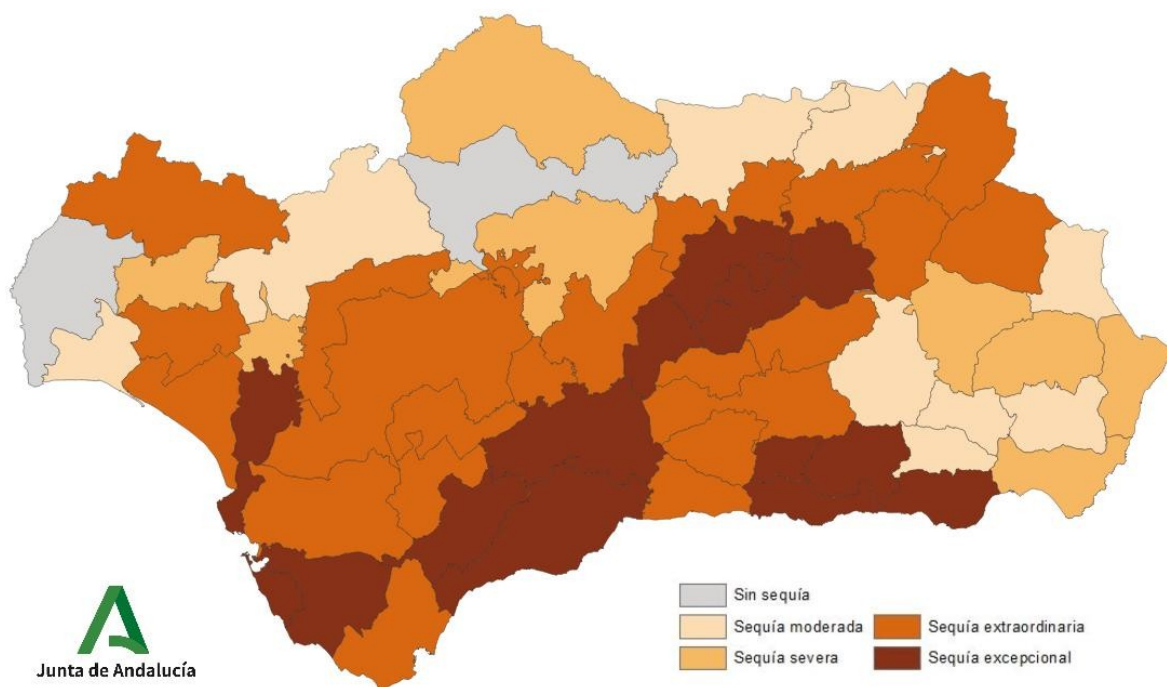 Sin sequía
Sequía moderada
Sequía severa
Sequía extraordinaria
Sequía excepcional
Junta de Andalucía